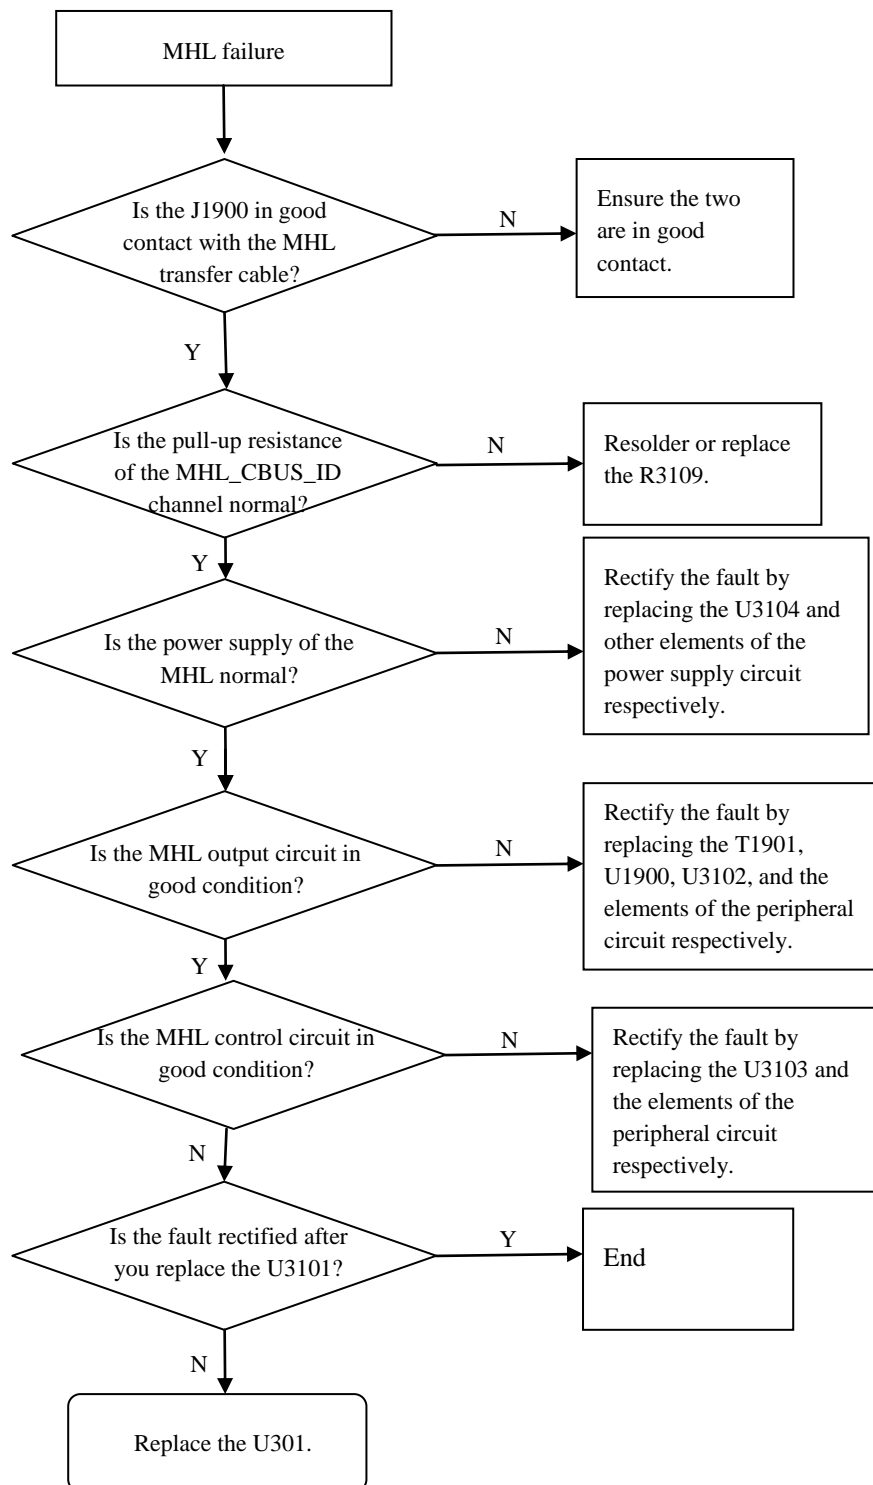 MHL failure
Is the J1900 in good
contact with the MHL
transfer cable?
N
Ensure the two
are in good
contact.
Y
Is the pull-up resistance
of the MHL_CBUS_ID
channel normal?
N
Resolder or replace
the R3109.
Y
Is the power supply of the
MHL normal?
N
Rectify the fault by
replacing the U3104 and
other elements of the
power supply circuit
respectively.
Y
Is the MHL output circuit in
good condition?
N
Rectify the fault by
replacing the T1901,
U1900, U3102, and the
elements of the peripheral
circuit respectively.
Y
Is the MHL control circuit in
good condition?
N
Rectify the fault by
replacing the U3103 and
the elements of the
peripheral circuit
respectively.
N
Is the fault rectified after
you replace the U3101?
Y
End
N
Replace the U301.